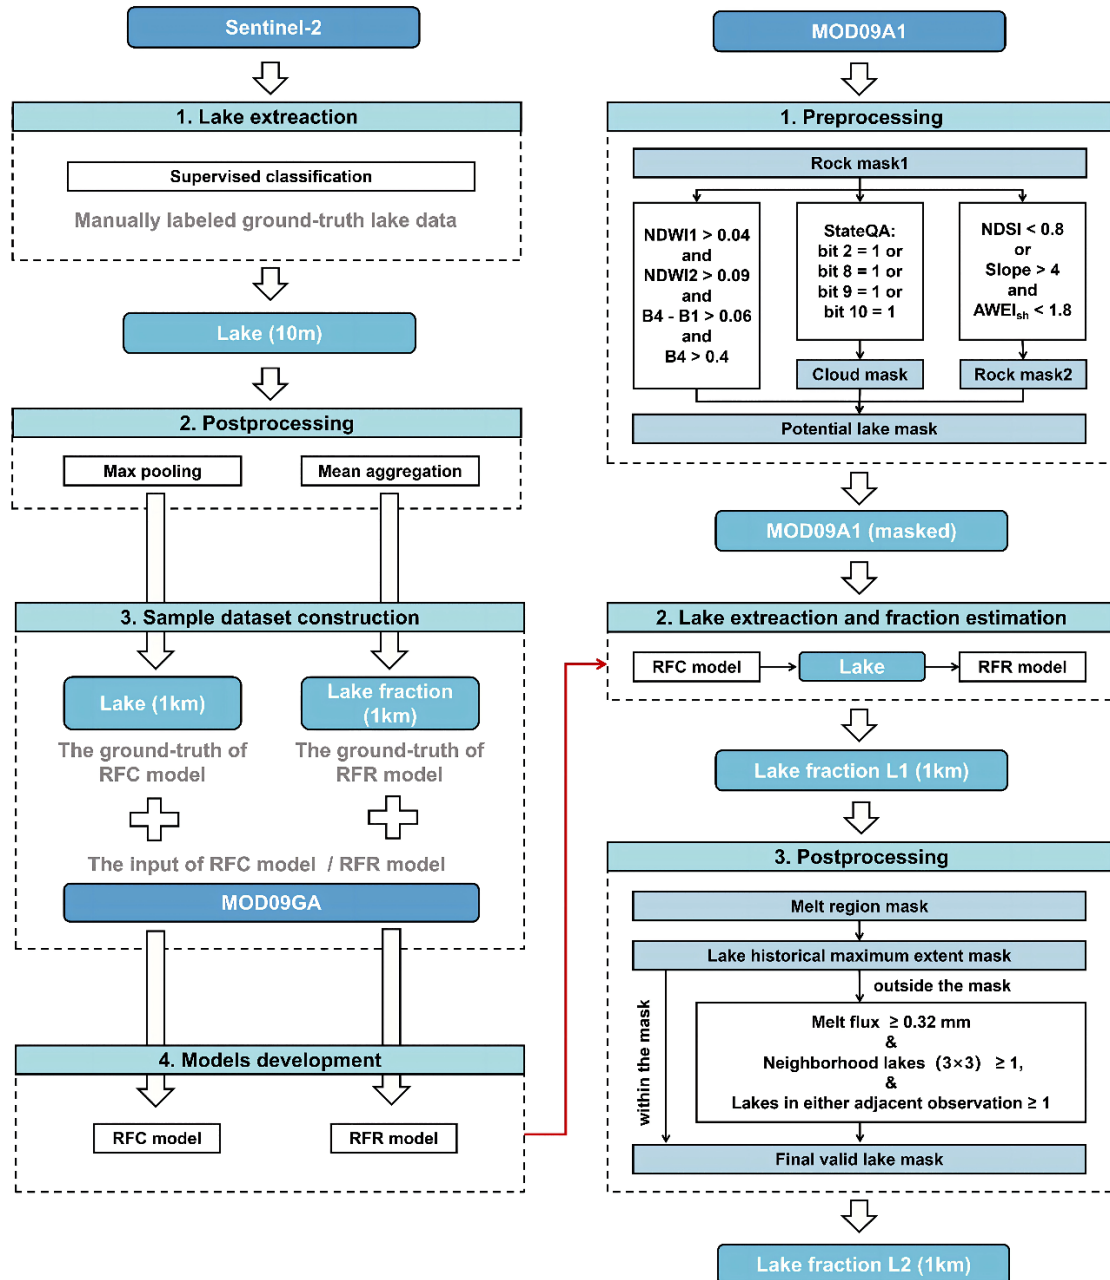 Sentinel-2
1. Lake extreaction
Supervised classification
Manually labeled ground-truth lake data
Lake (10m)
2. Postprocessing
Max pooling
Mean aggregation
3. Sample dataset construction
Lake (1km)
Lake fraction
(1km)
The ground-truth of
RFC model
The ground-truth of
RFR model
The input of RFC model / RFR model
MOD09GA
4. Models development
RFC model
RFR model
MOD09A1
1. Preprocessing
Rock mask1
NDWI1 > 0.04
and
NDWI2 > 0.09
and
B4 - B1 > 0.06
and
B4 > 0.4
StateQA:
bit 2 = 1 or
bit 8 = 1 or
bit 9 = 1 or
bit 10 = 1
Cloud mask
NDSI < 0.8
or
Slope > 4
and
AWEIsh < 1.8
Rock mask2
Potential lake mask
MOD09A1 (masked)
2. Lake extreaction and fraction estimation
RFC model
Lake
RFR model
Lake fraction L1 (1km)
3. Postprocessing
Melt region mask
Lake historical maximum extent mask
outside the mask
within the mask
Melt flux ≥ 0.32 mm
&
Neighborhood lakes (3×3) ≥ 1,
&
Lakes in either adjacent observation ≥ 1
Final valid lake mask
Lake fraction L2 (1km)